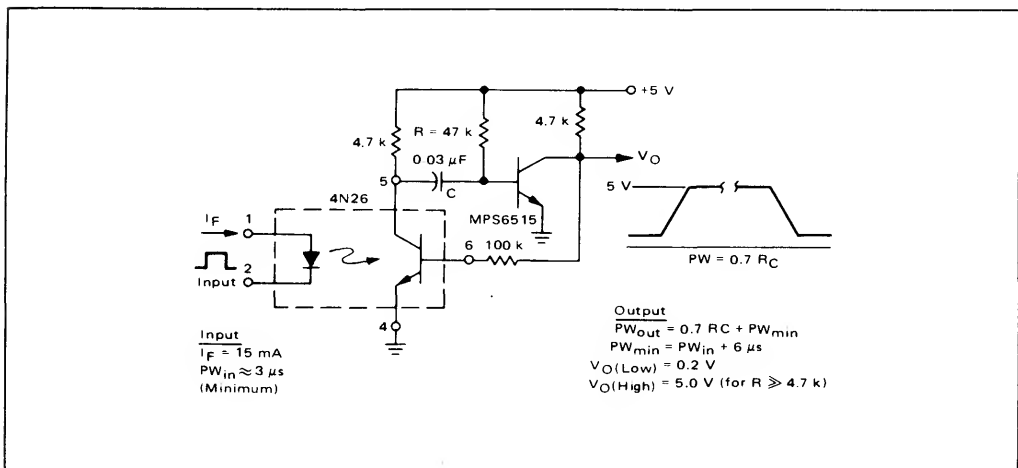 +5 V
4.7 k
R = 47 k
4.7 k
0.03 µF
C
V_O
5
4N26
MPS6515
I_F
1
2
Input
6
100 k
4
5 V
PW = 0.7 R_C
Input
I_F = 15 mA
PW_in ≈ 3 µs
(Minimum)
Output
PW_out = 0.7 RC + PW_min
PW_min = PW_in + 6 µs
V_O(Low) = 0.2 V
V_O(High) = 5.0 V (for R ≫ 4.7 k)